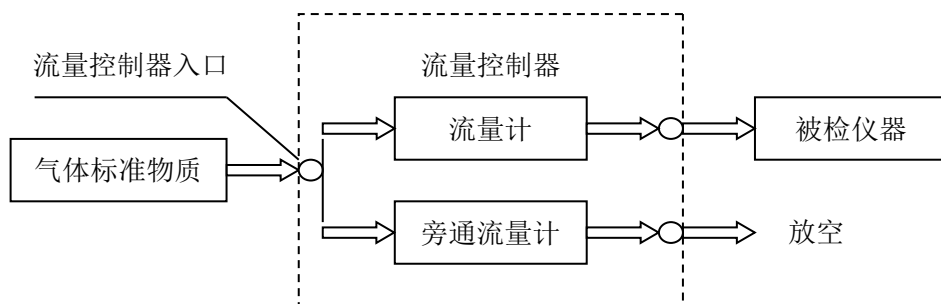 流量控制器入口
流量控制器
流量计
被检仪器
气体标准物质
旁通流量计
放空